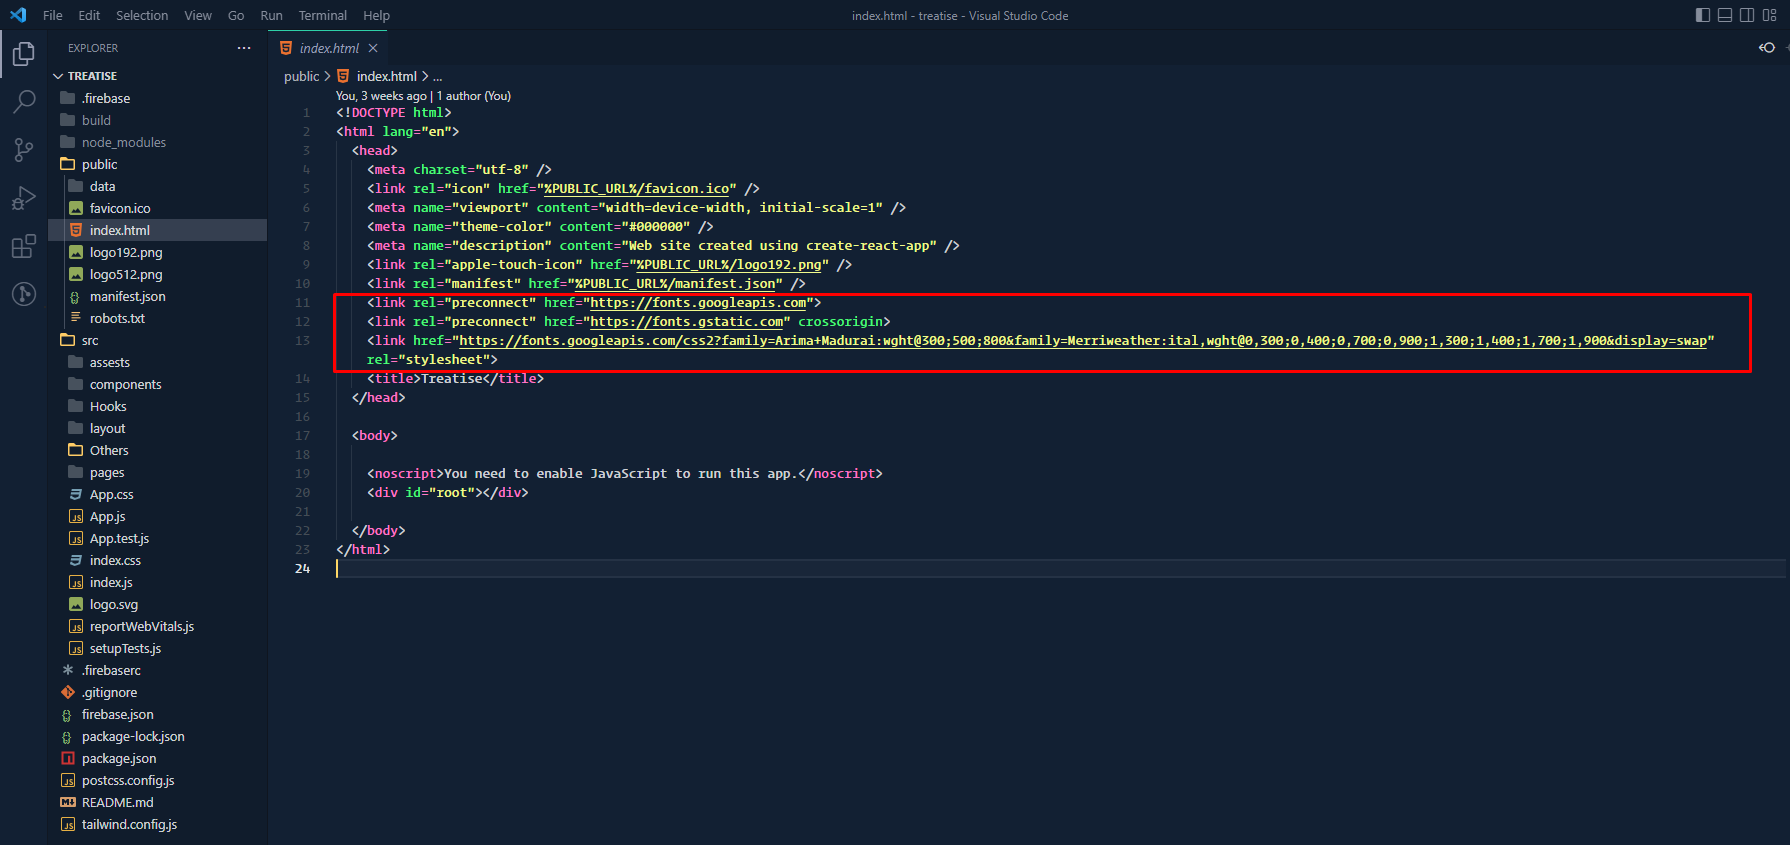 File Edit Selection View Go Run Terminal Help
index.html - treatise - Visual Studio Code
EXPLORER
TREATISE
.firebase
build
node_modules
public
data
favicon.ico
index.html
logo192.png
logo512.png
manifest.json
robots.txt
src
assests
components
Hooks
layout
Others
pages
App.css
App.js
App.test.js
index.css
index.js
logo.svg
reportWebVitals.js
setupTests.js
.firebaserc
.gitignore
firebase.json
package-lock.json
package.json
postcss.config.js
README.md
tailwind.config.js
index.html
public > index.html > ...
You, 3 weeks ago | 1 author (You)
1 <!DOCTYPE html>
2 <html lang="en">
3 <head>
4 <meta charset="utf-8" />
5 <link rel="icon" href="%PUBLIC_URL%/favicon.ico" />
6 <meta name="viewport" content="width=device-width, initial-scale=1" />
7 <meta name="theme-color" content="#000000" />
8 <meta name="description" content="Web site created using create-react-app" />
9 <link rel="apple-touch-icon" href="%PUBLIC_URL%/logo192.png" />
10 <link rel="manifest" href="%PUBLIC_URL%/manifest.json" />
11 <link rel="preconnect" href="https://fonts.googleapis.com">
12 <link rel="preconnect" href="https://fonts.gstatic.com" crossorigin>
13 <link href="https://fonts.googleapis.com/css2?family=Arima+Madurai:wght@300;500;800&family=Merriweather:ital,wght@0,300;0,400;0,700;0,900;1,300;1,400;1,700;1,900&display=swap"
rel="stylesheet">
14 <title>Treatise</title>
15 </head>
16
17 <body>
18
19 <noscript>You need to enable JavaScript to run this app.</noscript>
20 <div id="root"></div>
21
22 </body>
23 </html>
24